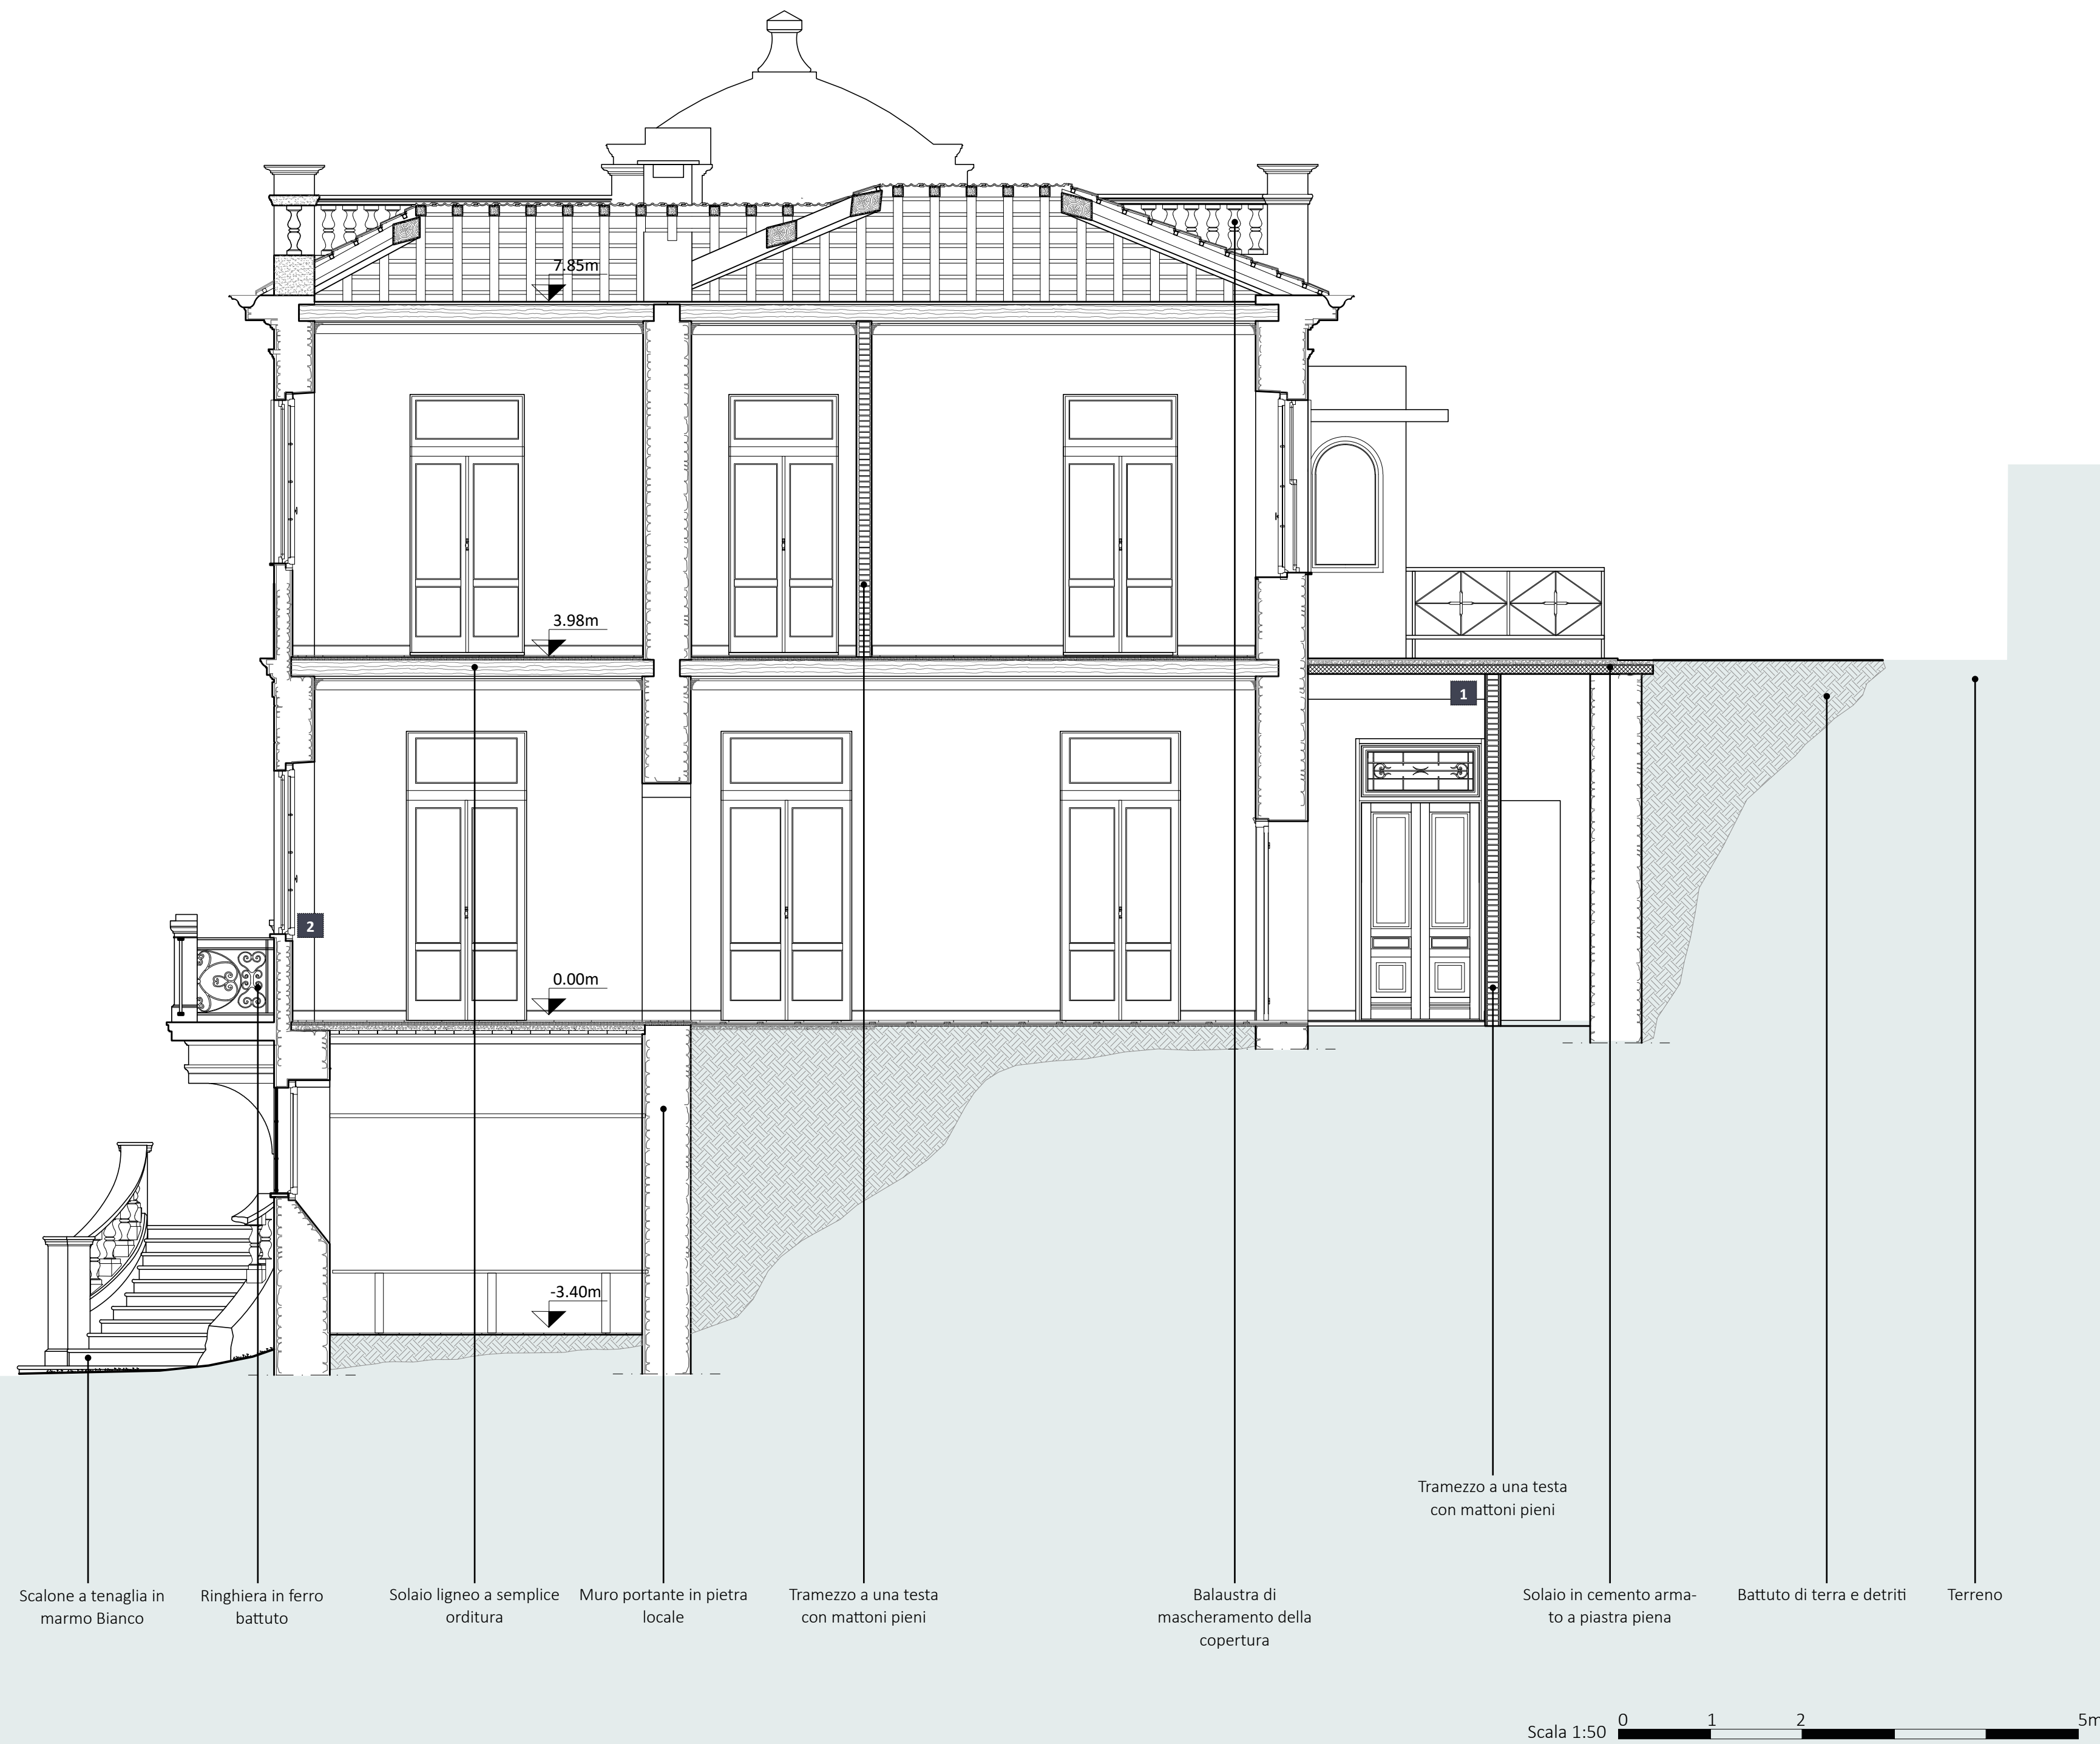 7.85m
3.98m
1
2
0.00m
-3.40m
Tramezzo a una testa
con mattoni pieni
Scalone a tenaglia in
marmo Bianco
Ringhiera in ferro
battuto
Solaio ligneo a semplice
orditura
Muro portante in pietra
locale
Tramezzo a una testa
con mattoni pieni
Balaustra di
mascheramento della
copertura
Solaio in cemento arma-
to a piastra piena
Battuto di terra e detriti
Terreno
Scala 1:50 0 1 2 5m